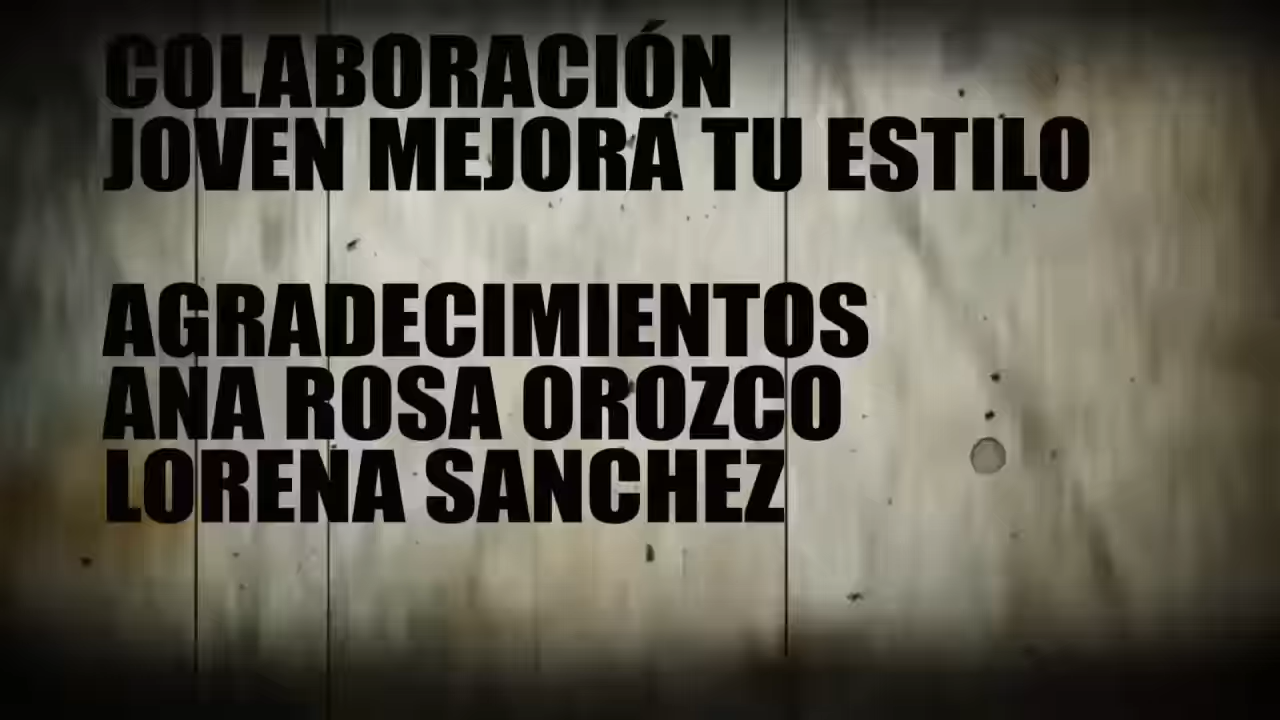 COLABORACIÓN
JOVEN MEJORA TU ESTILO
AGRADECIMIENTOS
ANA ROSA OROZCO
LORENA SANCHEZ